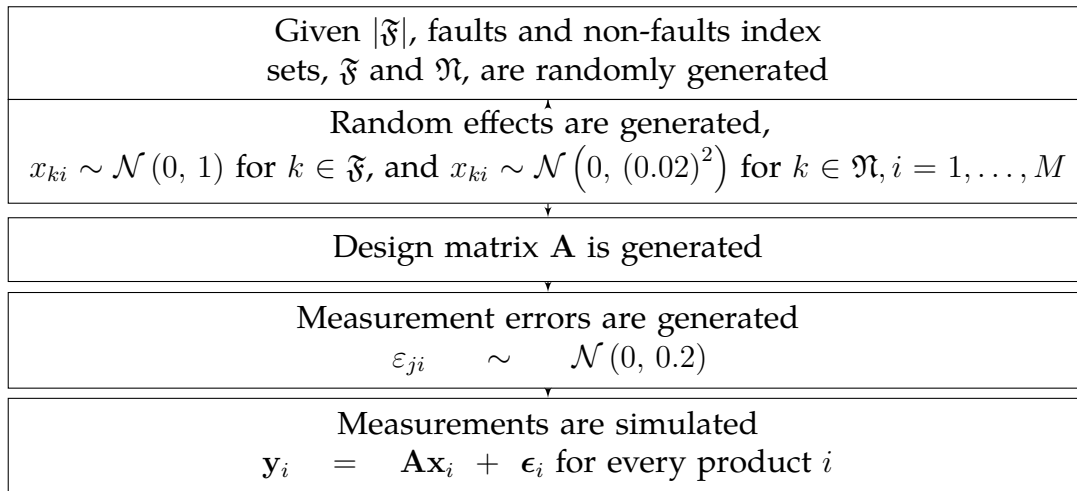 Given |𝔉|, faults and non-faults index
sets, 𝔉 and 𝔑, are randomly generated
Random effects are generated,
x_{ki} ∼ 𝒩 (0, 1) for k ∈ 𝔉, and x_{ki} ∼ 𝒩 (0, (0.02)^2) for k ∈ 𝔑, i = 1, . . . , M
Design matrix 𝐀 is generated
Measurement errors are generated
ε_{ji} ∼ 𝒩 (0, 0.2)
Measurements are simulated
𝐲_i = 𝐀𝐱_i + 𝛜_i for every product i